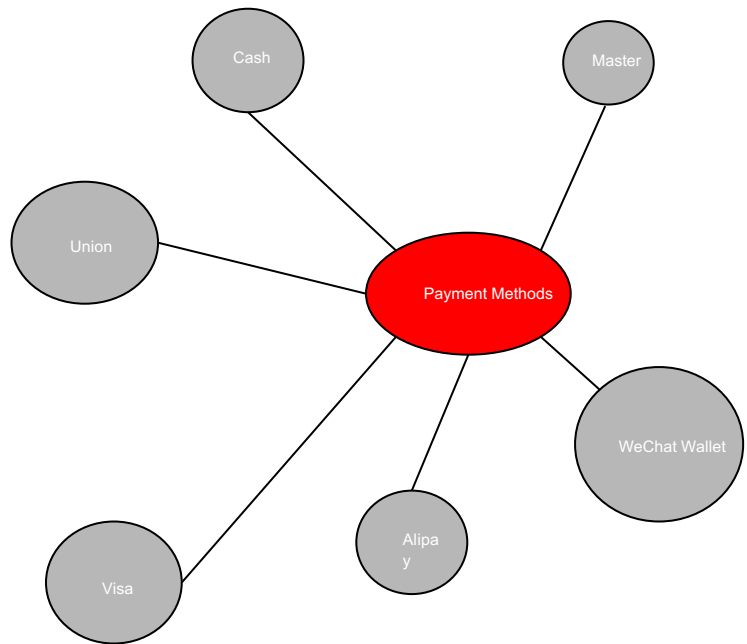 Cash
Master
Union
Payment Methods
WeChat Wallet
Alipa
y
Visa